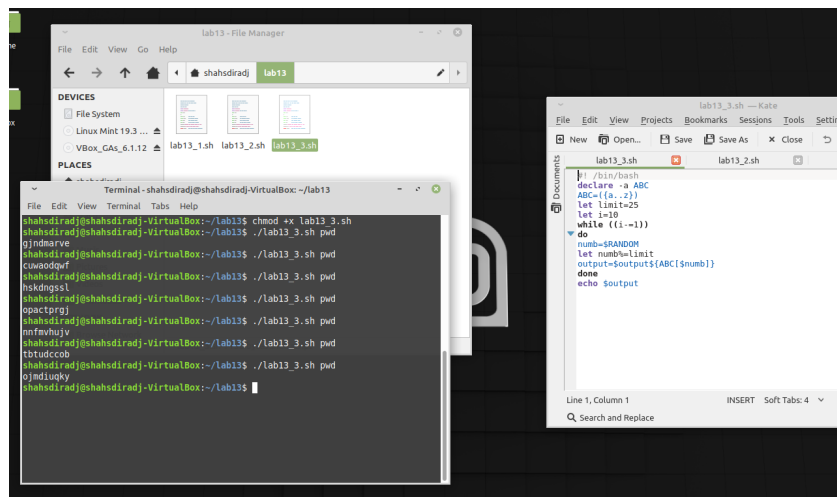 lab13 - File Manager
File Edit View Go Help
shahsdiradj lab13
DEVICES
File System
Linux Mint 19.3 ...
VBox_GAs_6.1.12
PLACES
lab13_1.sh lab13_2.sh lab13_3.sh
Terminal - shahsdiradj@shahsdiradj-VirtualBox: ~/lab13
File Edit View Terminal Tabs Help
shahsdiradj@shahsdiradj-VirtualBox:~/lab13$ chmod +x lab13_3.sh
shahsdiradj@shahsdiradj-VirtualBox:~/lab13$ ./lab13_3.sh pwd
gjndmarve
shahsdiradj@shahsdiradj-VirtualBox:~/lab13$ ./lab13_3.sh pwd
cuwaodqwf
shahsdiradj@shahsdiradj-VirtualBox:~/lab13$ ./lab13_3.sh pwd
hskdngssl
shahsdiradj@shahsdiradj-VirtualBox:~/lab13$ ./lab13_3.sh pwd
opactprgj
shahsdiradj@shahsdiradj-VirtualBox:~/lab13$ ./lab13_3.sh pwd
nnfmvhujv
shahsdiradj@shahsdiradj-VirtualBox:~/lab13$ ./lab13_3.sh pwd
tbtudccob
shahsdiradj@shahsdiradj-VirtualBox:~/lab13$ ./lab13_3.sh pwd
ojmdiuqky
shahsdiradj@shahsdiradj-VirtualBox:~/lab13$
lab13_3.sh — Kate
File Edit View Projects Bookmarks Sessions Tools
New Open... Save Save As Close
Documents
lab13_3.sh lab13_2.sh
#! /bin/bash
declare -a ABC
ABC=({a..z})
let limit=25
let i=10
while ((i-=1))
do
numb=$RANDOM
let numb%=limit
output=$output${ABC[$numb]}
done
echo $output
Line 1, Column 1 INSERT Soft Tabs: 4
Search and Replace